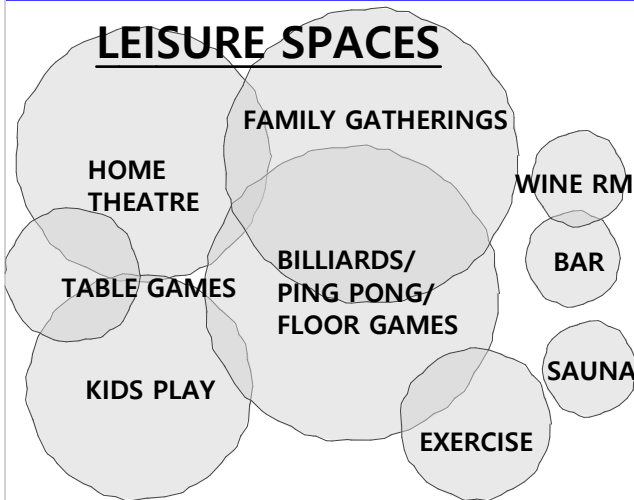 LEISURE SPACES
FAMILY GATHERINGS
HOME
THEATRE
WINE RM
BILLIARDS/
PING PONG/
FLOOR GAMES
BAR
TABLE GAMES
SAUNA
KIDS PLAY
EXERCISE